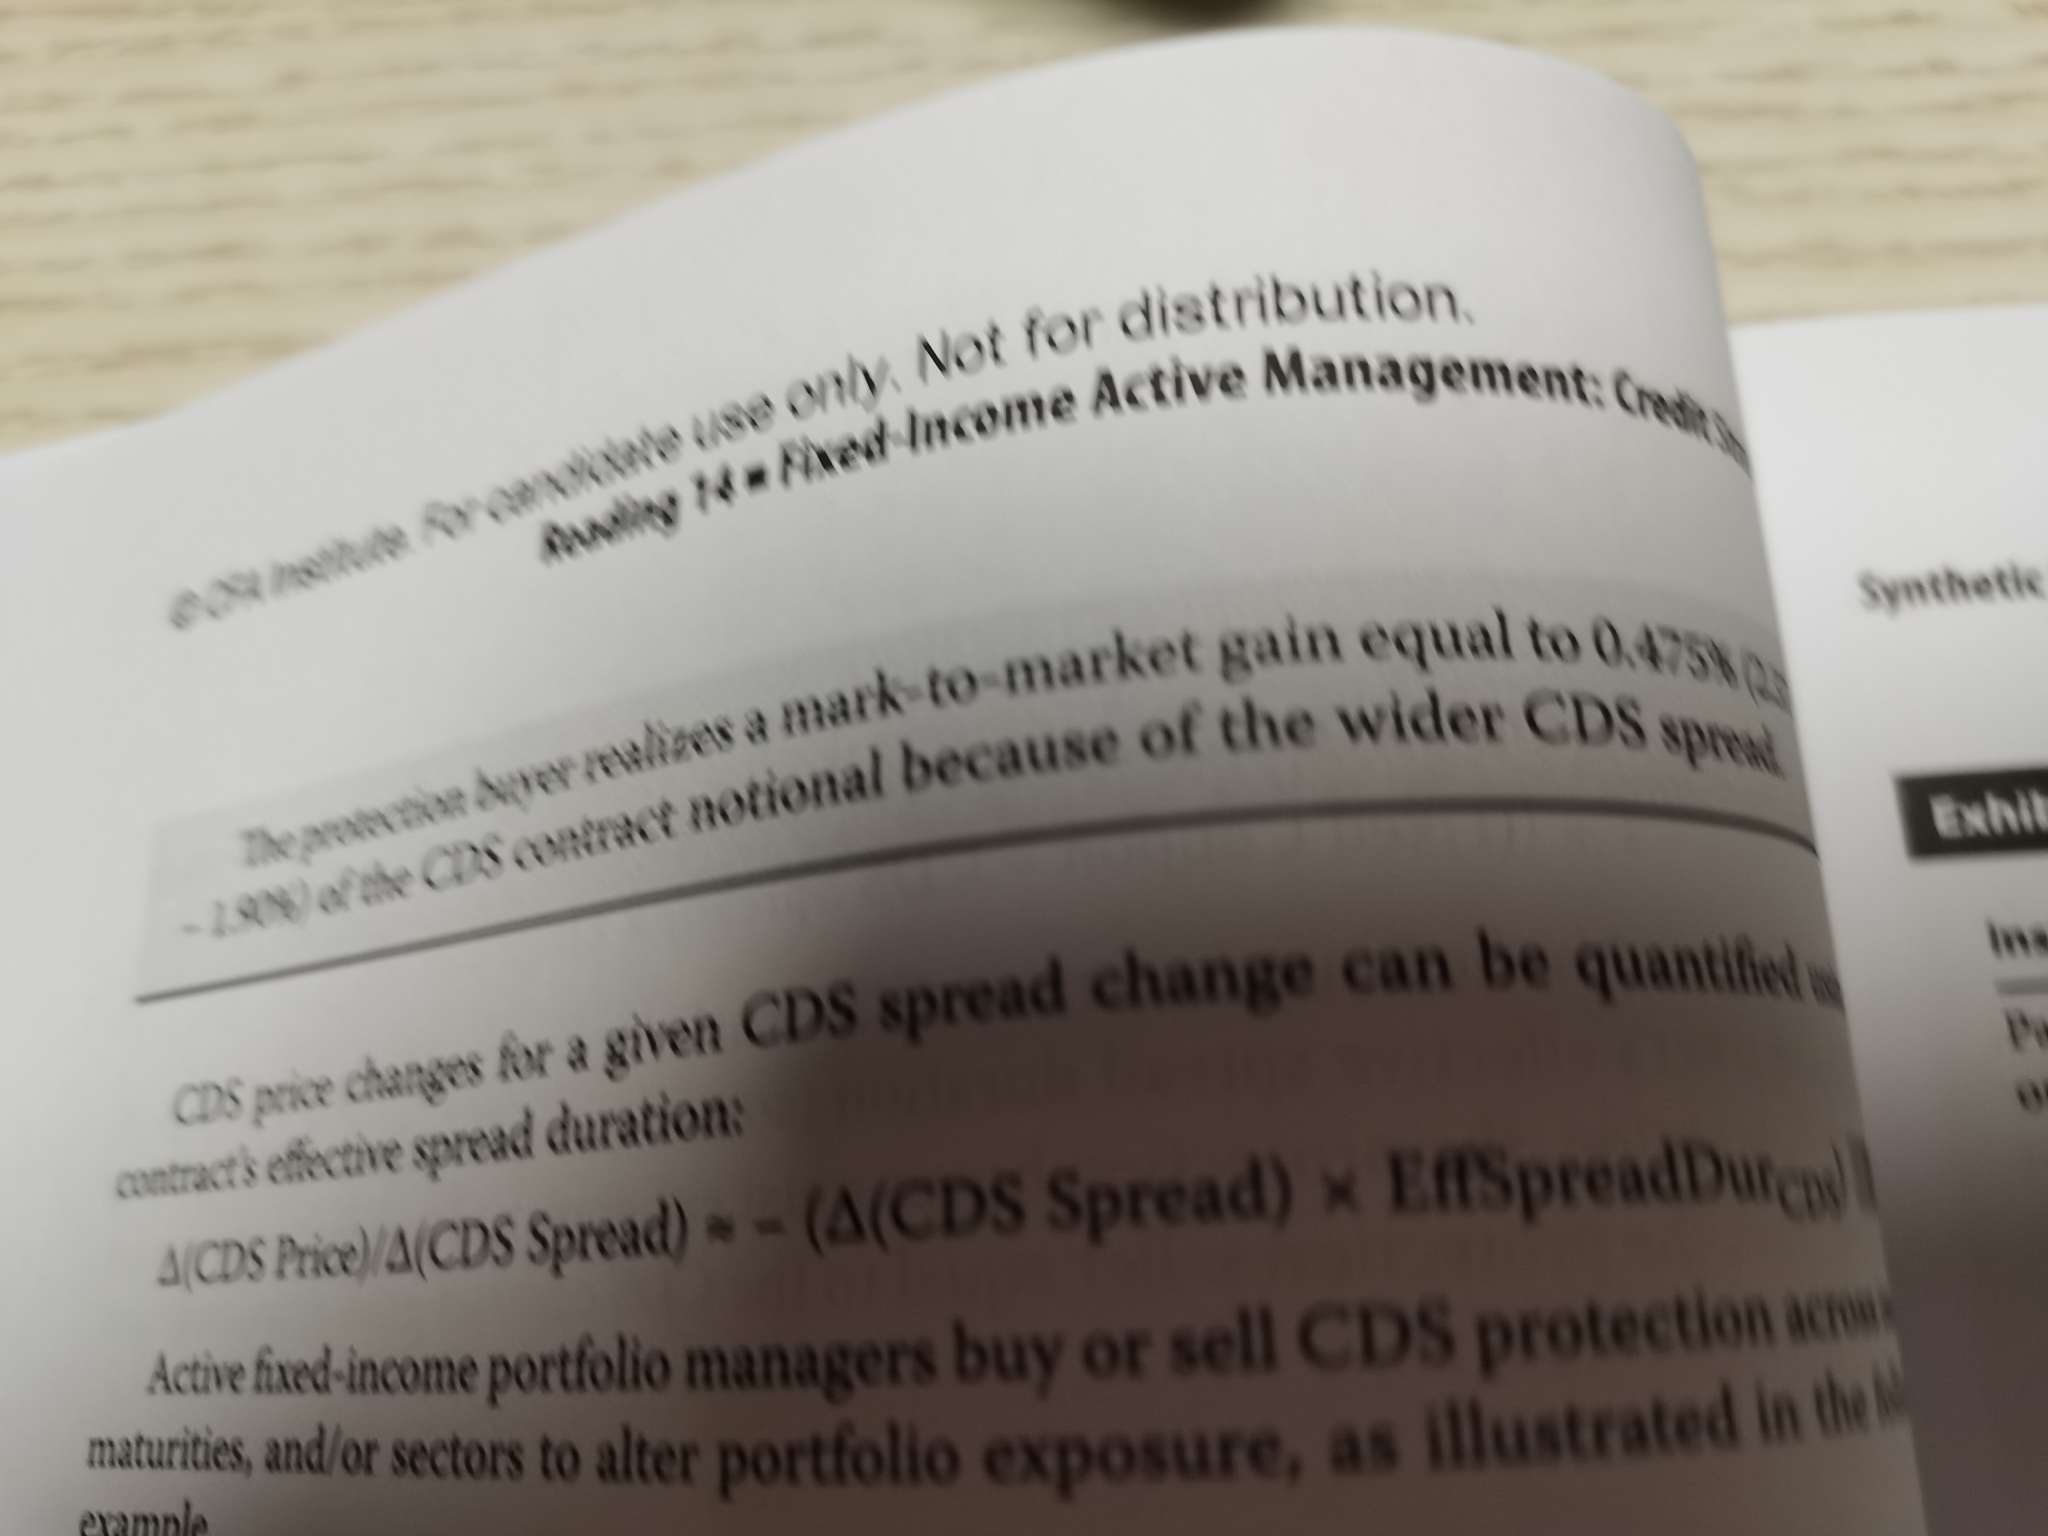 © CFA Institute. For candidate use only. Not for distribution.
Reading 14 ■ Fixed-Income Active Management: Credit
The protection buyer realizes a mark-to-market gain equal to 0.475%
– 1.90%) of the CDS contract notional because of the wider CDS spread.
CDS price changes for a given CDS spread change can be quantified
contract's effective spread duration:
Δ(CDS Price)/Δ(CDS Spread) ≈ – (Δ(CDS Spread) × EffSpreadDurCDS)
Active fixed-income portfolio managers buy or sell CDS protection
maturities, and/or sectors to alter portfolio exposure, as illustrated in the
example.
Synthetic